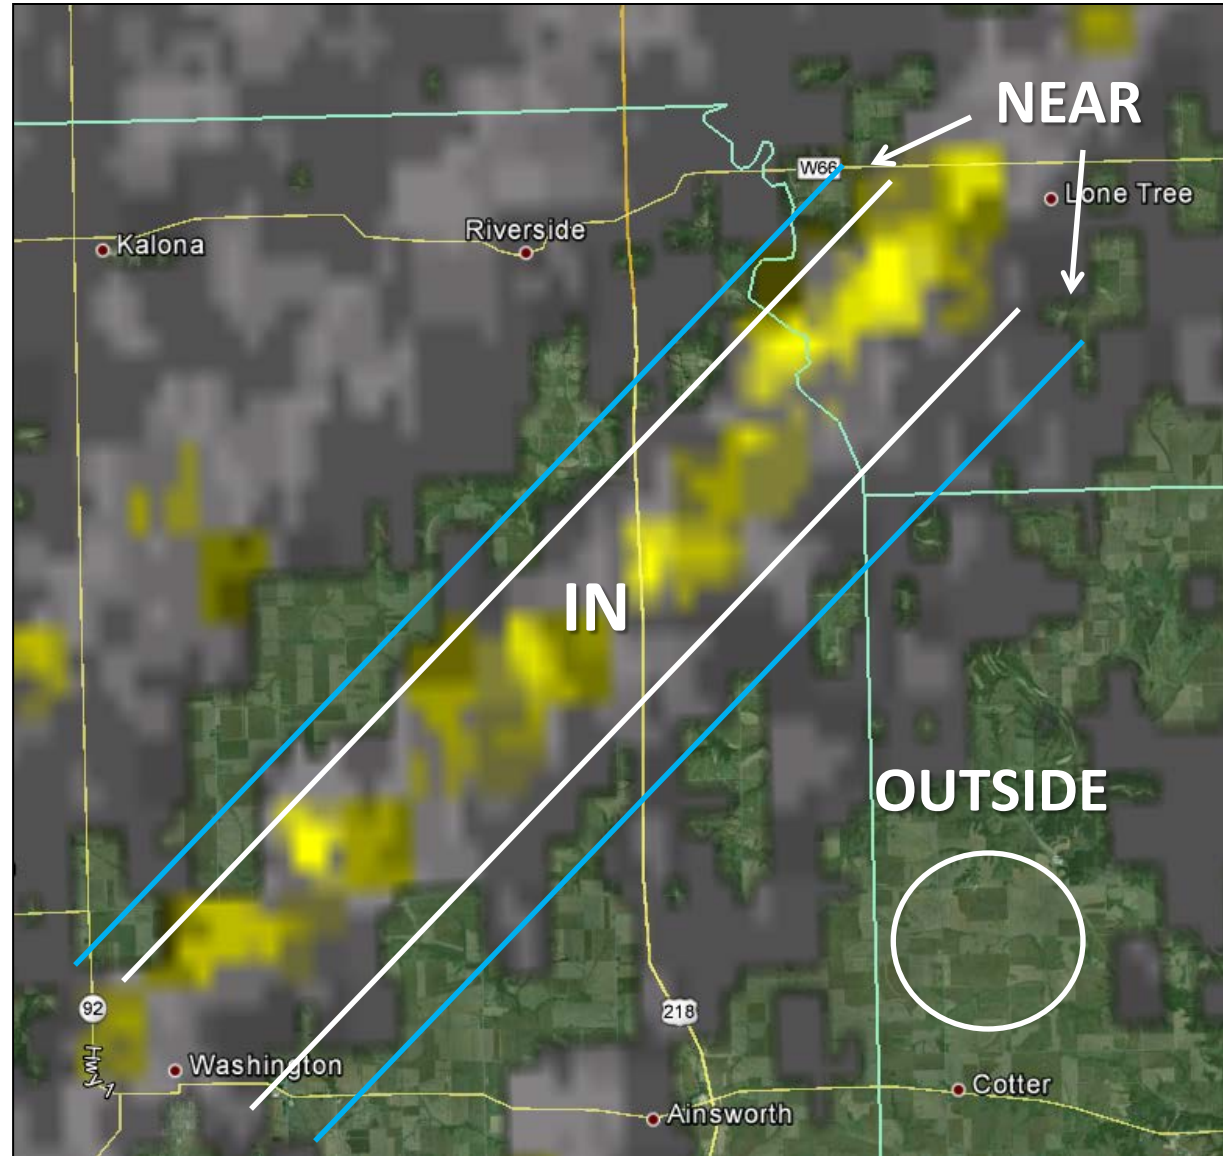 NEAR
W66
Lone Tree
Riverside
Kalona
IN
OUTSIDE
92
218
Hwy 1
Washington
Cotter
Ainsworth